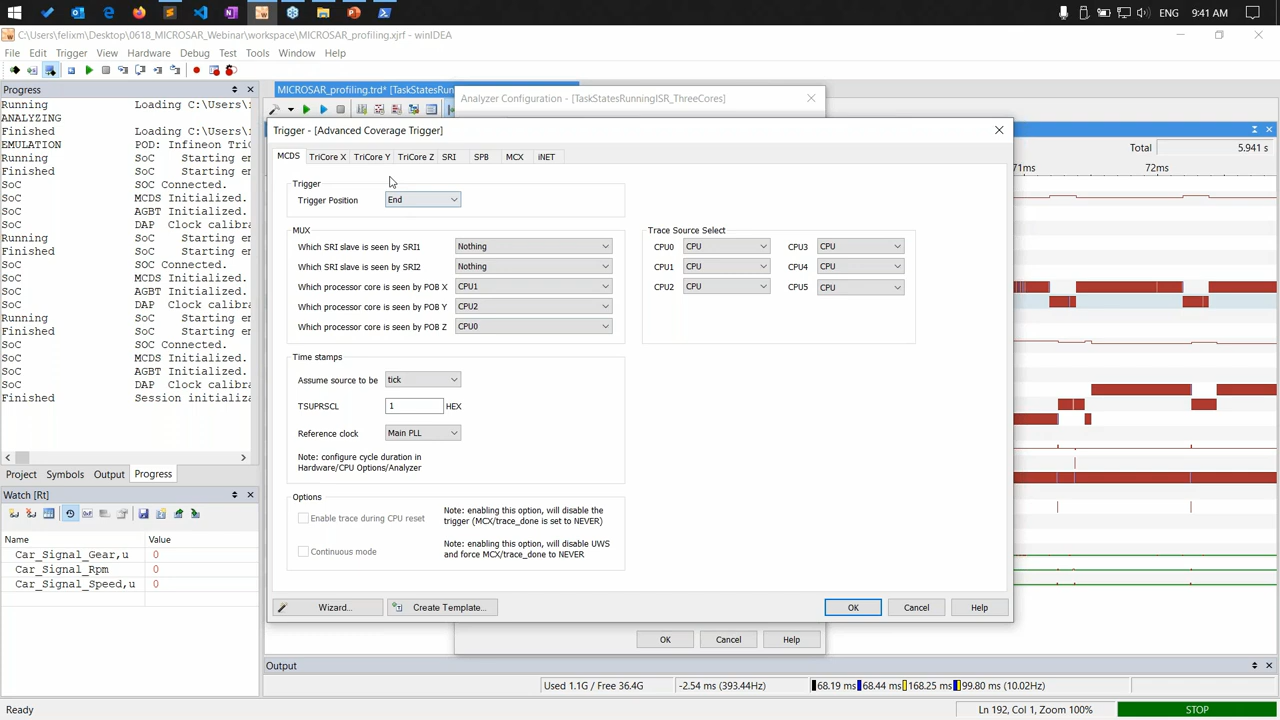 ENG 9:41 AM
C:\Users\felixm\Desktop\0618_MICROSAR_Webinar\workspace\MICROSAR_profiling.xjrf - winIDEA
File Edit View Trigger Hardware Debug Test Tools Window Help
Progress
MICROSAR_profiling.trd* [TaskStatesRun
Analyzer Configuration - [TaskStatesRunningISR_ThreeCores]
Running Loading C:\Users\
ANALYZING
Finished Loading C:\Users\
EMULATION POD: Infineon Tri
Running SoC Starting e
Finished SoC Starting e
SoC SoC Connected.
SoC MCDS Initialized.
SoC AGBT Initialized.
SoC DAP Clock calibr
Running SoC Starting e
Finished SoC Starting e
SoC SOC Connected.
SoC MCDS Initialized.
SoC AGBT Initialized.
SoC DAP Clock calibr
Running SoC Starting e
Finished SoC Starting e
SoC MCDS Initialized.
SoC AGBT Initialized.
SoC DAP Clock calibr
Finished Session initializ
Project Symbols Output Progress
Watch [Rt]
Name Value
Car_Signal_Gear,u 0
Car_Signal_Rpm 0
Car_Signal_Speed,u 0
Trigger - [Advanced Coverage Trigger]
MCDS TriCore X TriCore Y TriCore Z SRI SPB MCX iNET
Trigger
Trigger Position End
MUX
Which SRI slave is seen by SRI1 Nothing
Which SRI slave is seen by SRI2 Nothing
Which processor core is seen by POB X CPU1
Which processor core is seen by POB Y CPU2
Which processor core is seen by POB Z CPU0
Trace Source Select
CPU0 CPU CPU3 CPU
CPU1 CPU CPU4 CPU
CPU2 CPU CPU5 CPU
Time stamps
Assume source to be tick
TSUPRSCL 1 HEX
Reference clock Main PLL
Note: configure cycle duration in
Hardware/CPU Options/Analyzer
Options
Enable trace during CPU reset
Note: enabling this option, will disable the
trigger (MCX/trace_done is set to NEVER)
Continuous mode
Note: enabling this option, will disable UWS
and force MCX/trace_done to NEVER
Wizard... Create Template... OK Cancel Help
OK Cancel Help
Total 5.941 s
71ms 72ms
Output
Used 1.1G / Free 36.4G -2.54 ms (393.44Hz) 68.19 ms 68.44 ms 168.25 ms 99.80 ms (10.02Hz)
Ready Ln 192, Col 1, Zoom 100% STOP